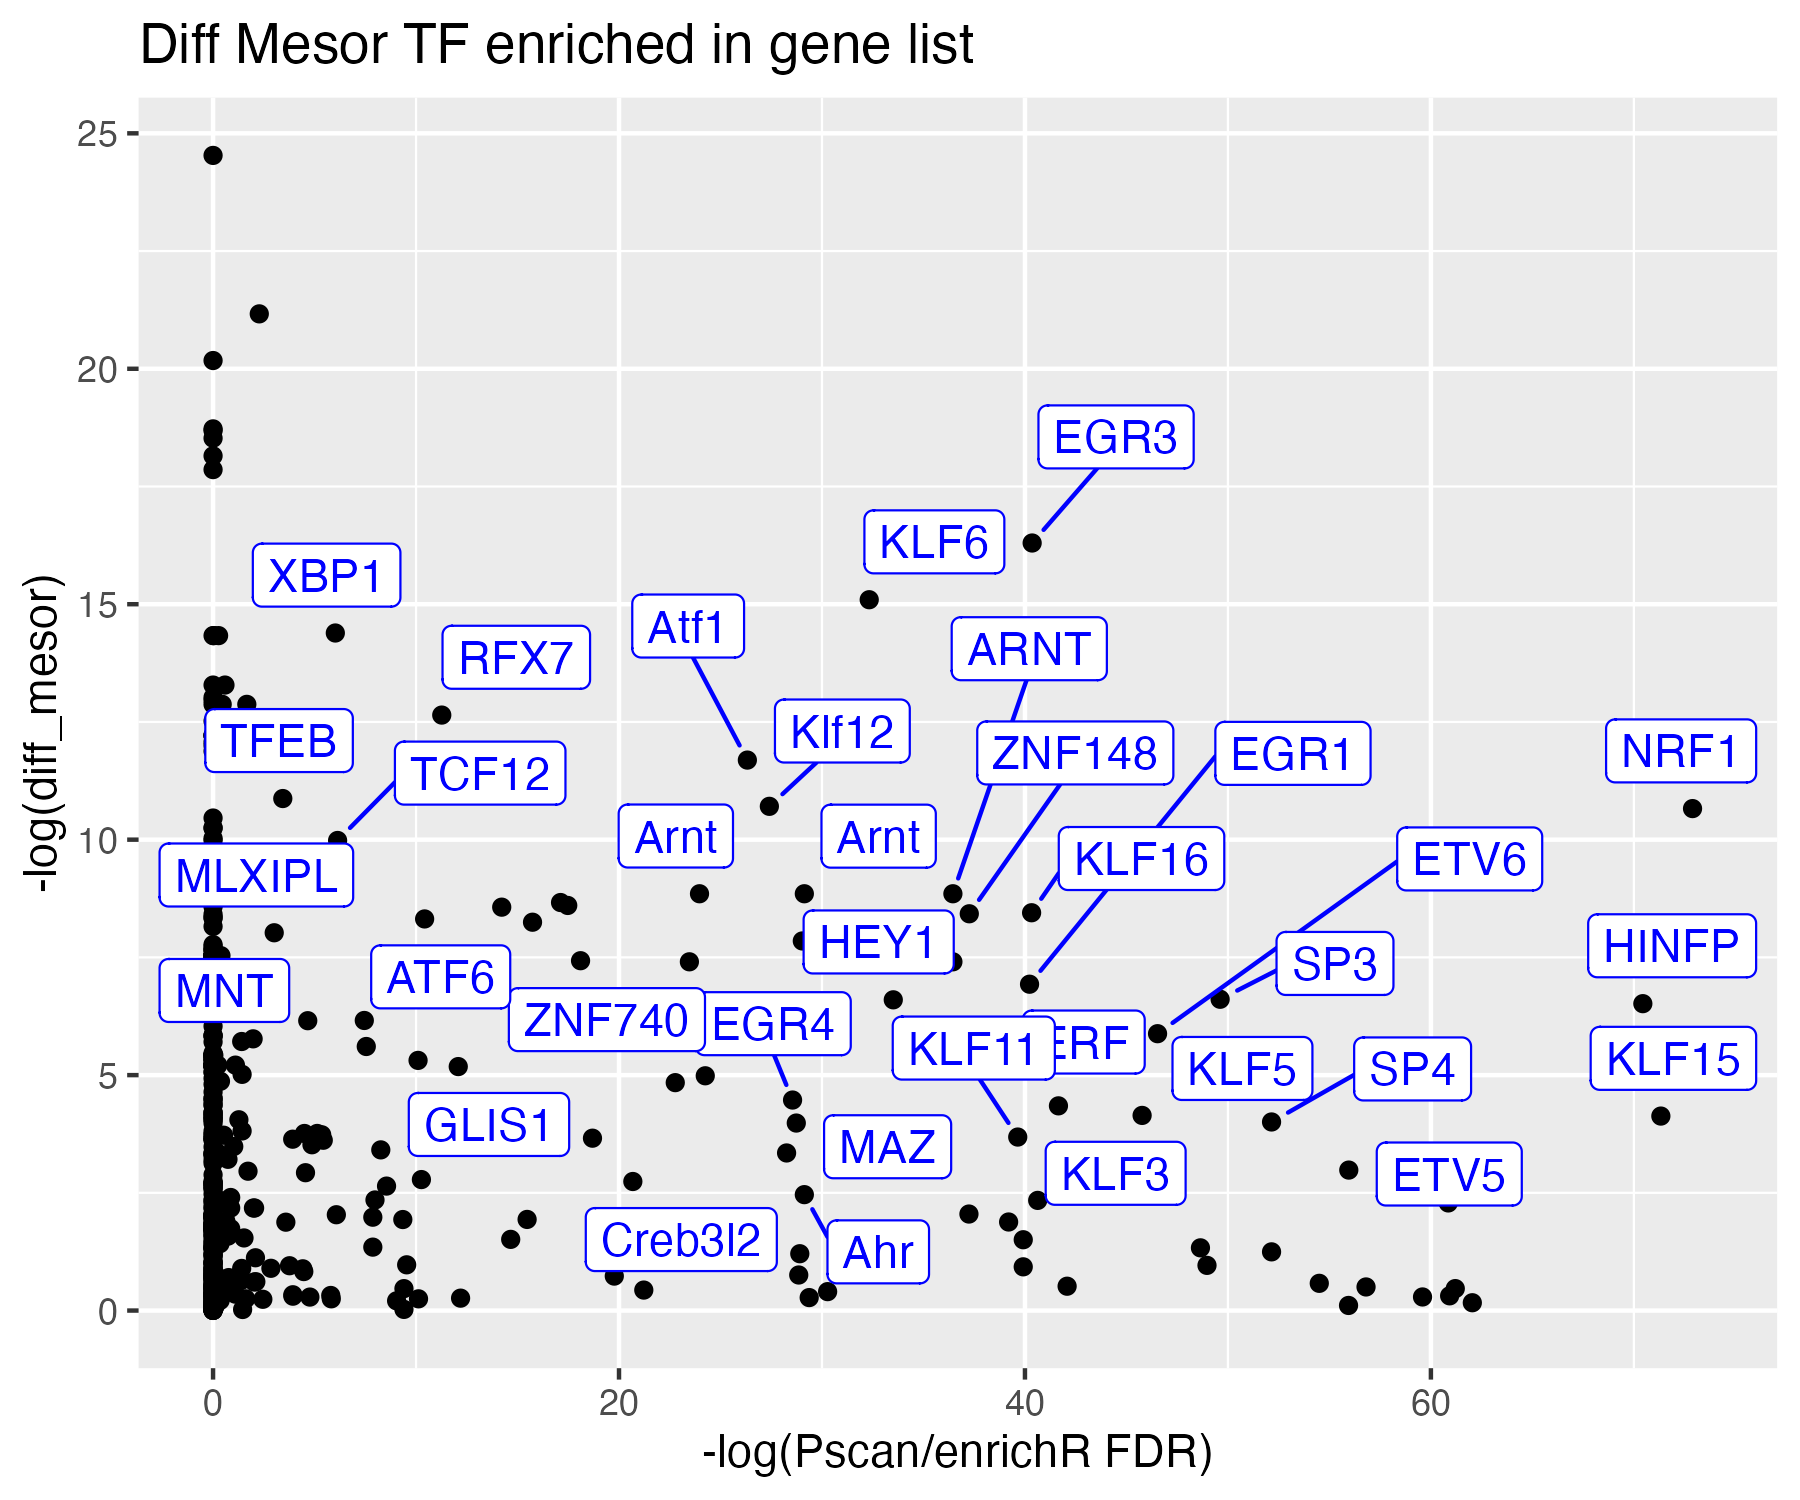 Diff Mesor TF enriched in gene list
25
20
15
10
5
0
-log(diff_mesor)
EGR3
KLF6
XBP1
Atf1
RFX7
ARNT
Klf12
TFEB
ZNF148
EGR1
NRF1
TCF12
Arnt
Arnt
KLF16
ETV6
MLXIPL
HEY1
SP3
HINFP
ATF6
MNT
ZNF740
EGR4
KLF11
ERF
KLF5
SP4
KLF15
GLIS1
MAZ
KLF3
ETV5
Creb3l2
Ahr
0
20
40
60
-log(Pscan/enrichR FDR)